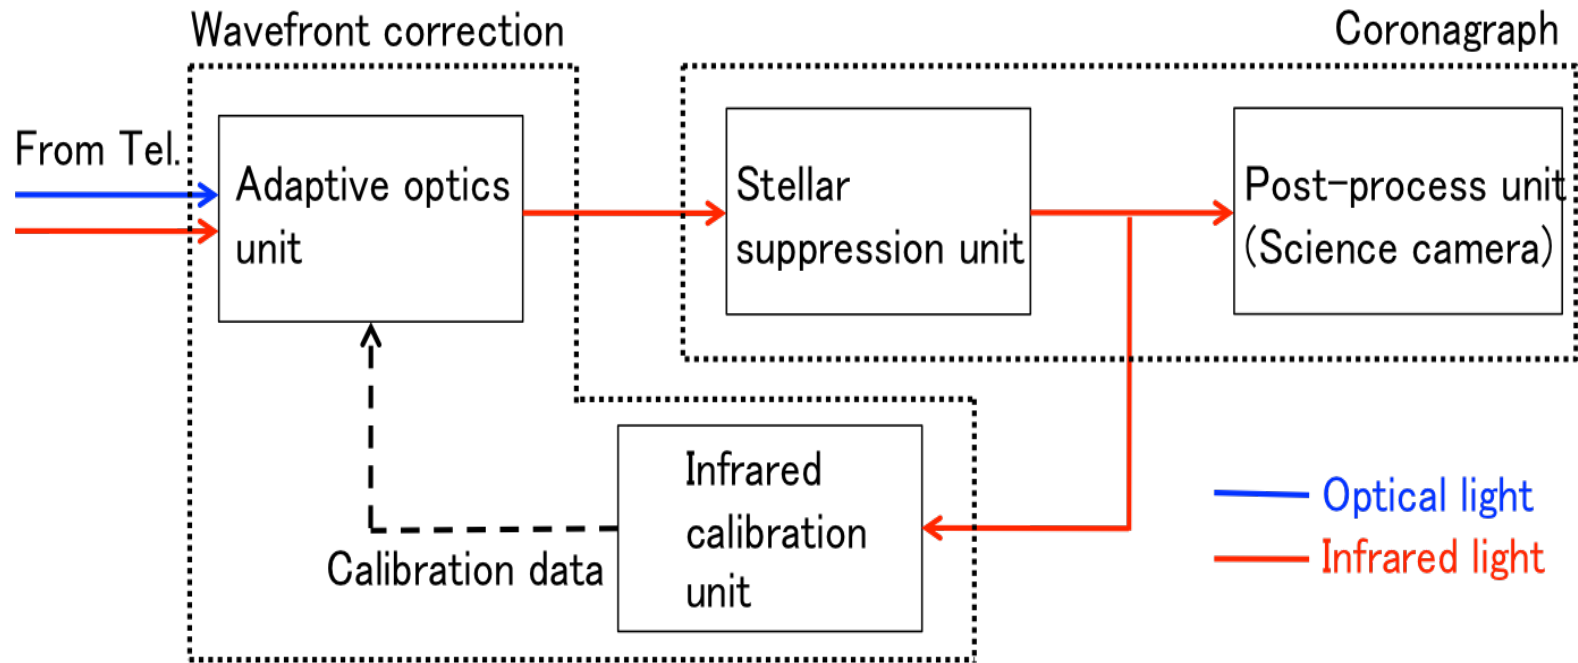 Wavefront correction
Coronagraph
From Tel.
Adaptive optics
unit
Stellar
suppression unit
Post-process unit
(Science camera)
Infrared
calibration
unit
Calibration data
Optical light
Infrared light